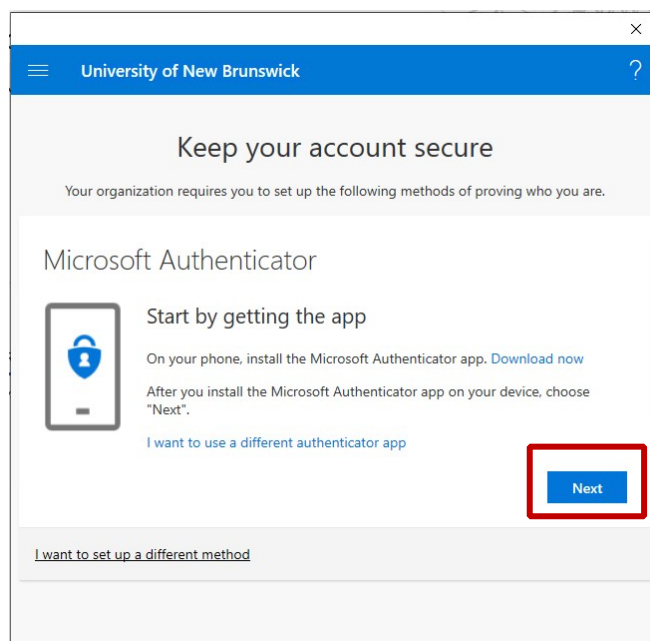 University of New Brunswick
?
Keep your account secure
Your organization requires you to set up the following methods of proving who you are.
Microsoft Authenticator
Start by getting the app
On your phone, install the Microsoft Authenticator app. Download now
After you install the Microsoft Authenticator app on your device, choose
"Next".
I want to use a different authenticator app
Next
I want to set up a different method